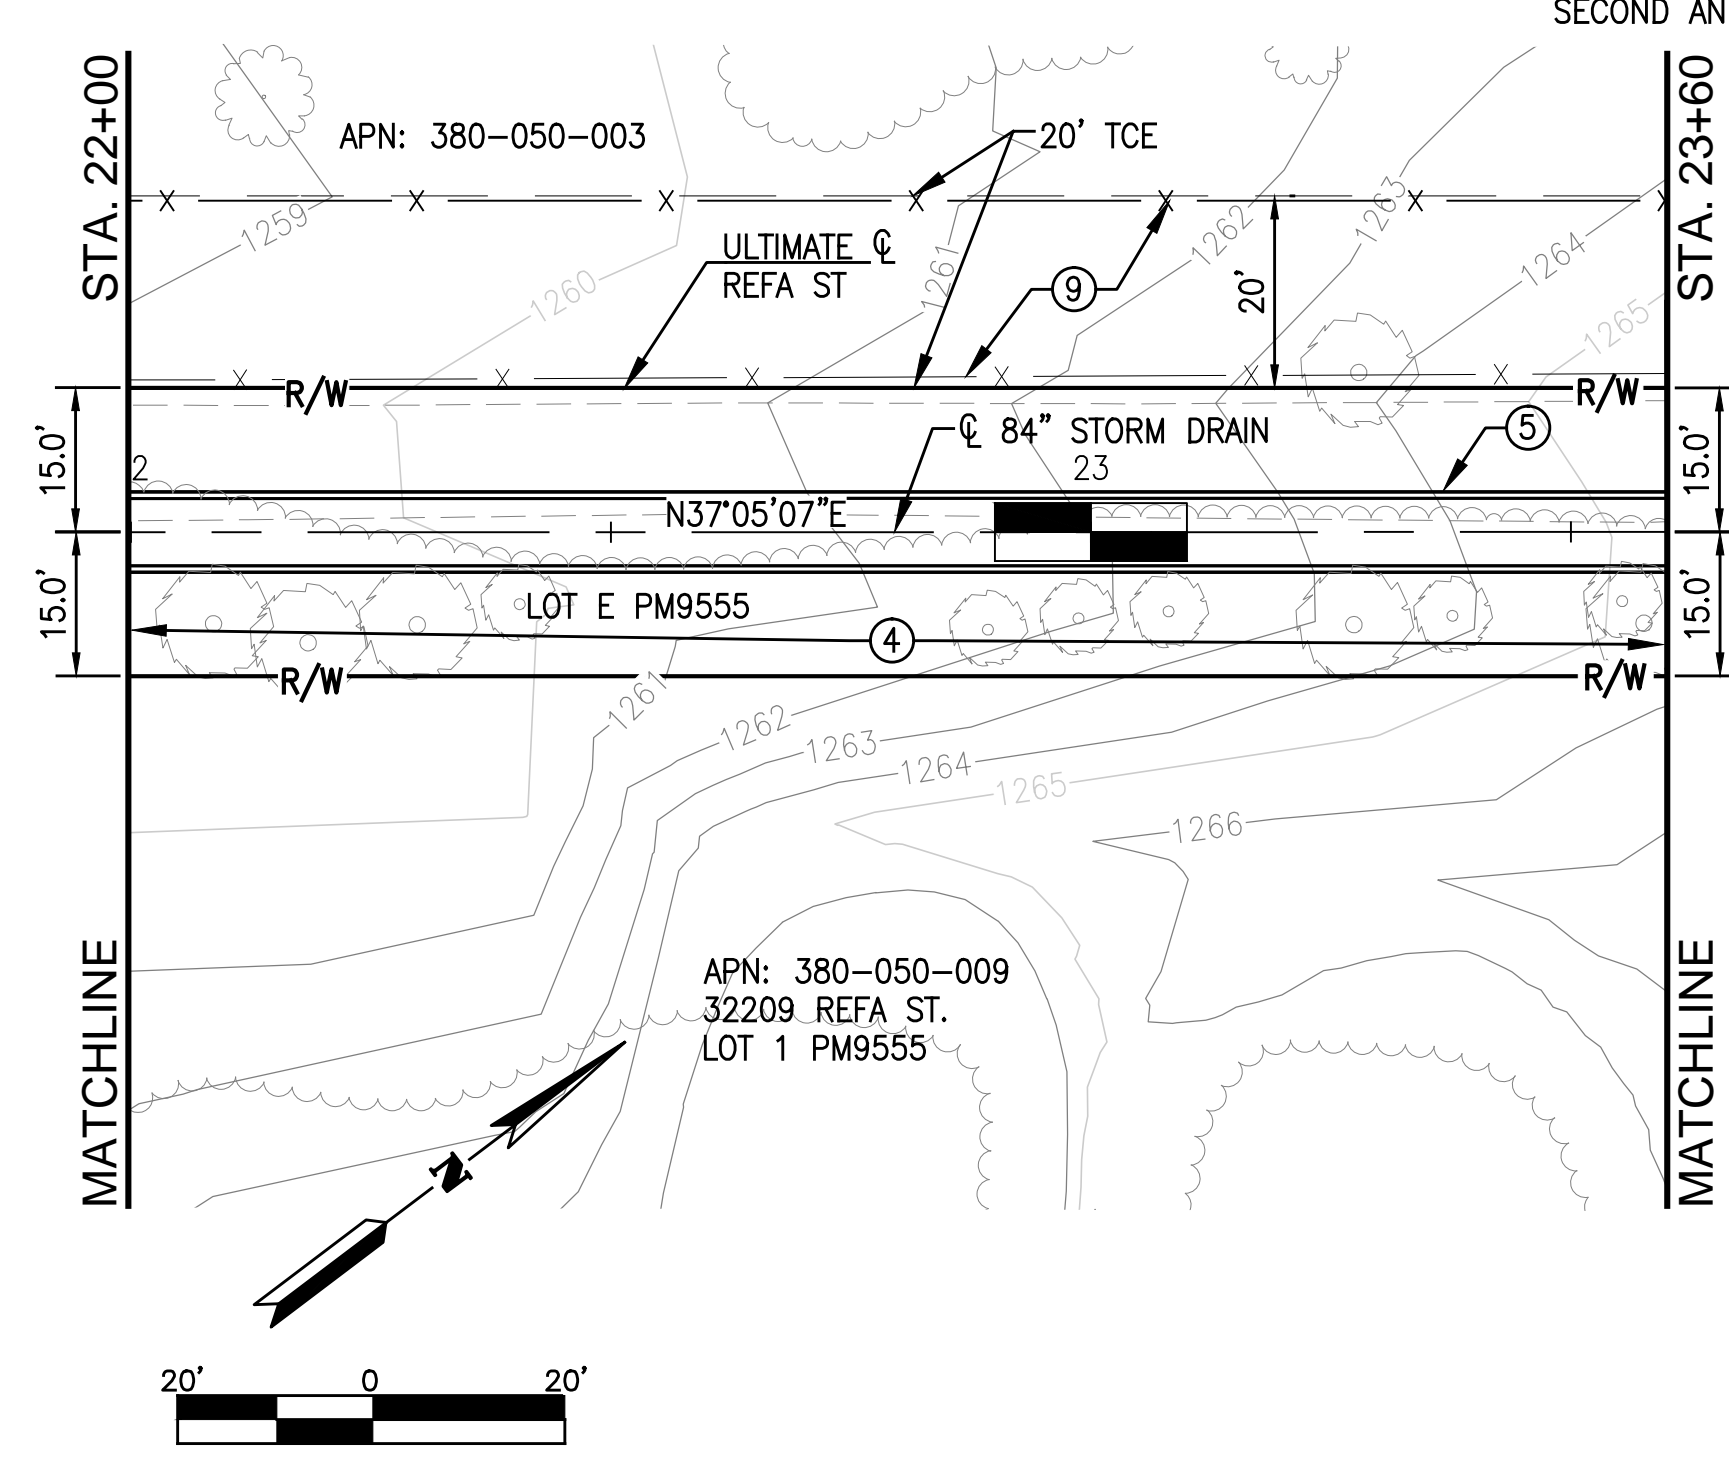 SECOND AN
STA. 22+00
STA. 23+60
APN: 380-050-003
20' TCE
1259
1260
ULTIMATE ℄
REFA ST
1261
1262
1263
1264
1265
9
20'
R/W
R/W
℄ 84" STORM DRAIN
5
2
23
15.0'
15.0'
N37°05'07"E
LOT E PM9555
15.0'
15.0'
4
R/W
R/W
1261
1262
1263
1264
1265
1266
APN: 380-050-009
32209 REFA ST.
LOT 1 PM9555
MATCHLINE
MATCHLINE
N
20' 0 20'